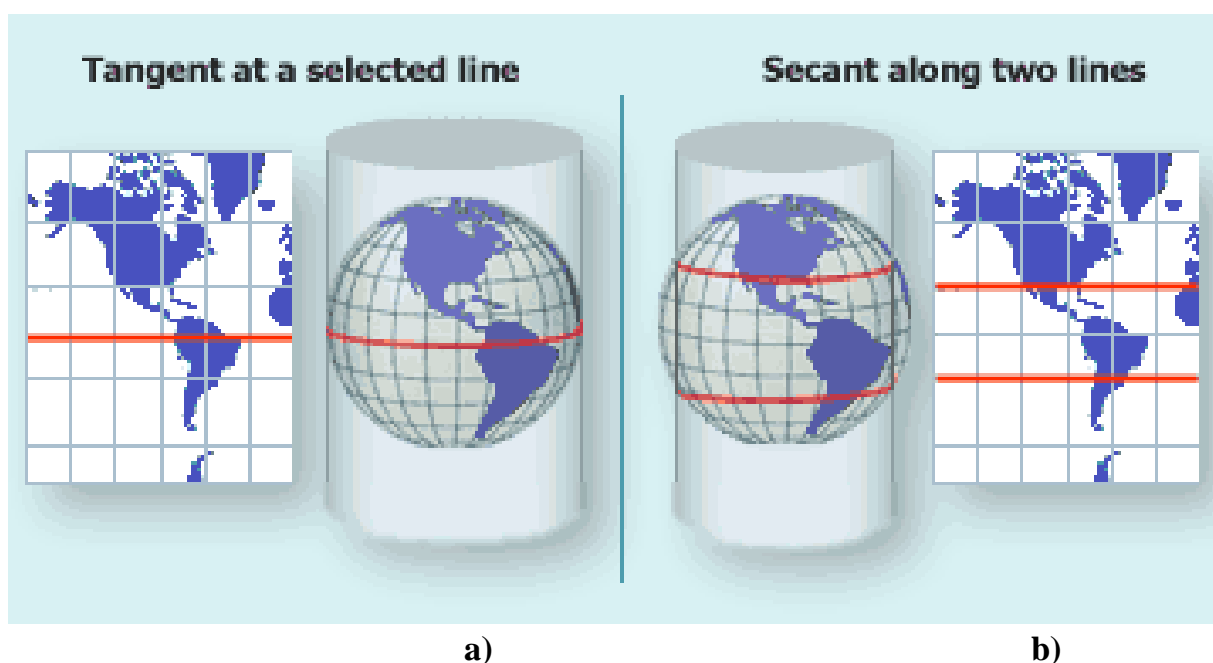 Tangent at a selected line
Secant along two lines
a)
b)